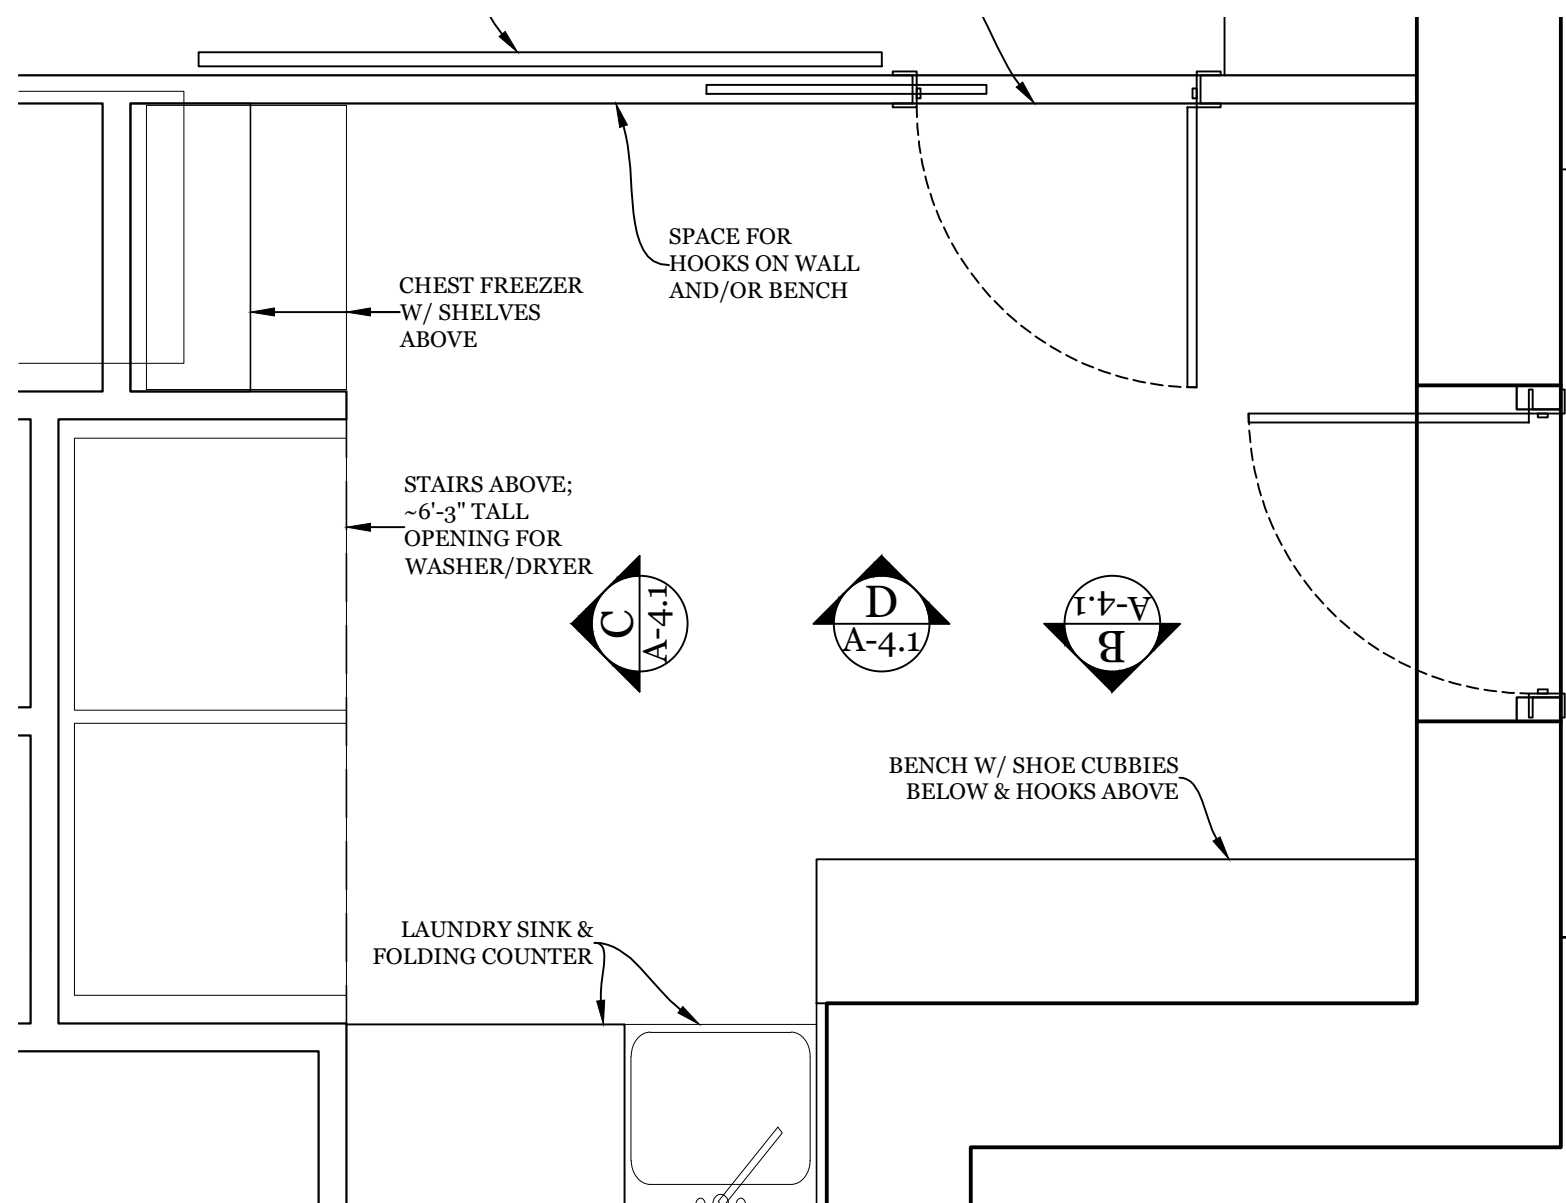 SPACE FOR
HOOKS ON WALL
AND/OR BENCH
CHEST FREEZER
W/ SHELVES
ABOVE
STAIRS ABOVE;
~6'-3" TALL
OPENING FOR
WASHER/DRYER
C
A-4.1
D
A-4.1
B
A-4.1
BENCH W/ SHOE CUBBIES
BELOW & HOOKS ABOVE
LAUNDRY SINK &
FOLDING COUNTER